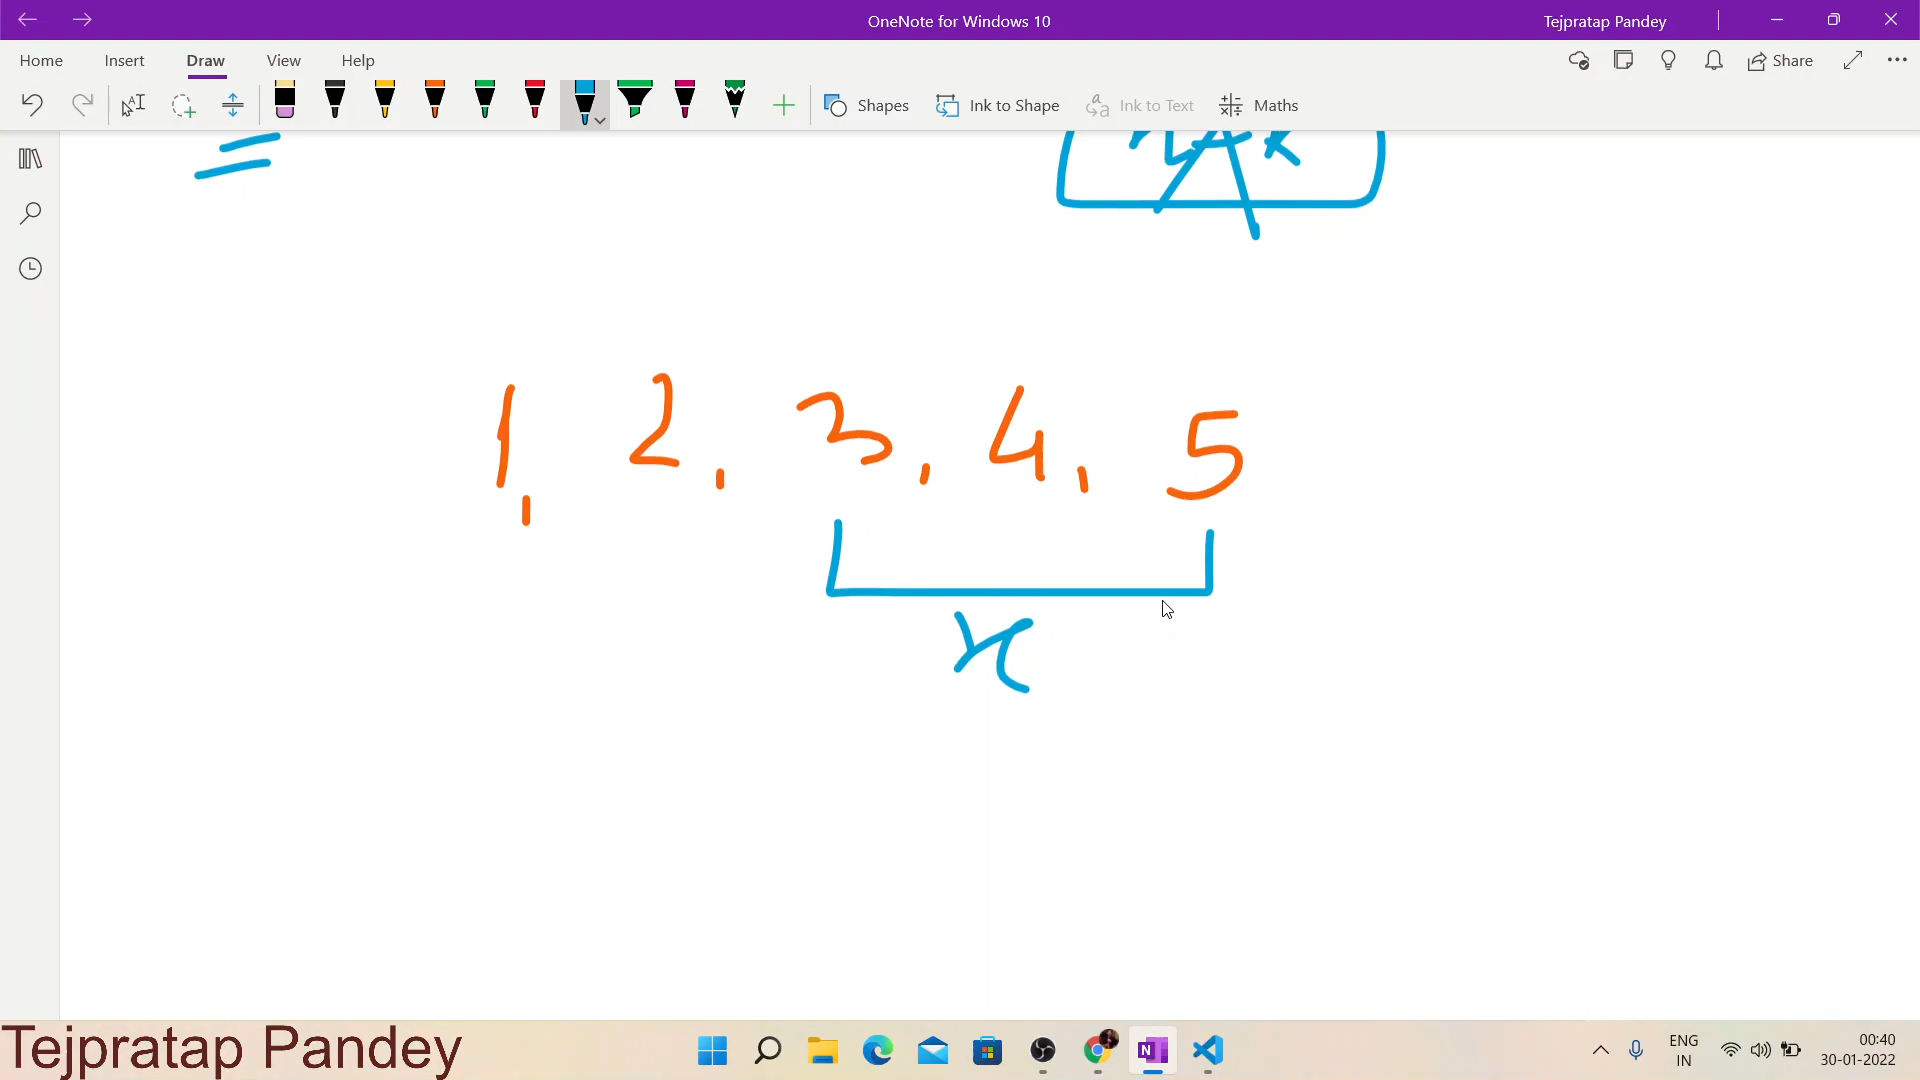 OneNote for Windows 10
Tejpratap Pandey
Home Insert Draw View Help
Share
Shapes Ink to Shape Ink to Text Maths
1, 2, 3, 4, 5
x
Tejpratap Pandey
ENG
IN
00:40
30-01-2022